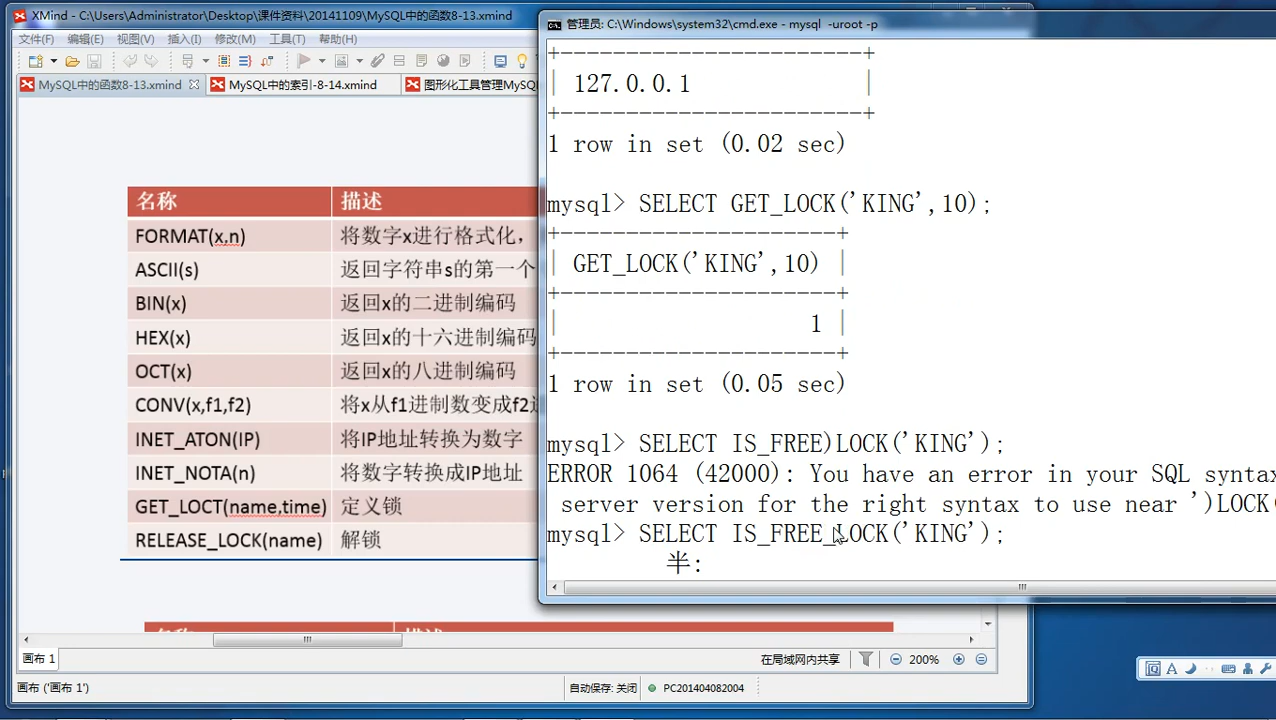 XMind - C:\Users\Administrator\Desktop\课件资料\20141109\MySQL中的函数8-13.xmind
文件(F) 编辑(E) 视图(V) 插入(I) 修改(M) 工具(T) 帮助(H)
MySQL中的函数8-13.xmind MySQL中的索引-8-14.xmind 图形化工具管理MySQL
名称 描述
FORMAT(x,n) 将数字x进行格式化，
ASCII(s) 返回字符串s的第一个
BIN(x) 返回x的二进制编码
HEX(x) 返回x的十六进制编码
OCT(x) 返回x的八进制编码
CONV(x,f1,f2) 将x从f1进制数变成f2
INET_ATON(IP) 将IP地址转换为数字
INET_NOTA(n) 将数字转换成IP地址
GET_LOCT(name,time) 定义锁
RELEASE_LOCK(name) 解锁
画布 1
在局域网内共享 200%
画布 ('画布 1') 自动保存: 关闭 PC201404082004
管理员: C:\Windows\system32\cmd.exe - mysql -uroot -p
+------------------------+
| 127.0.0.1 |
+------------------------+
1 row in set (0.02 sec)
mysql> SELECT GET_LOCK('KING',10);
+----------------------+
| GET_LOCK('KING',10) |
+----------------------+
| 1 |
+----------------------+
1 row in set (0.05 sec)
mysql> SELECT IS_FREE)LOCK('KING');
ERROR 1064 (42000): You have an error in your SQL syntax
server version for the right syntax to use near ')LOCK
mysql> SELECT IS_FREE_LOCK('KING');
半: